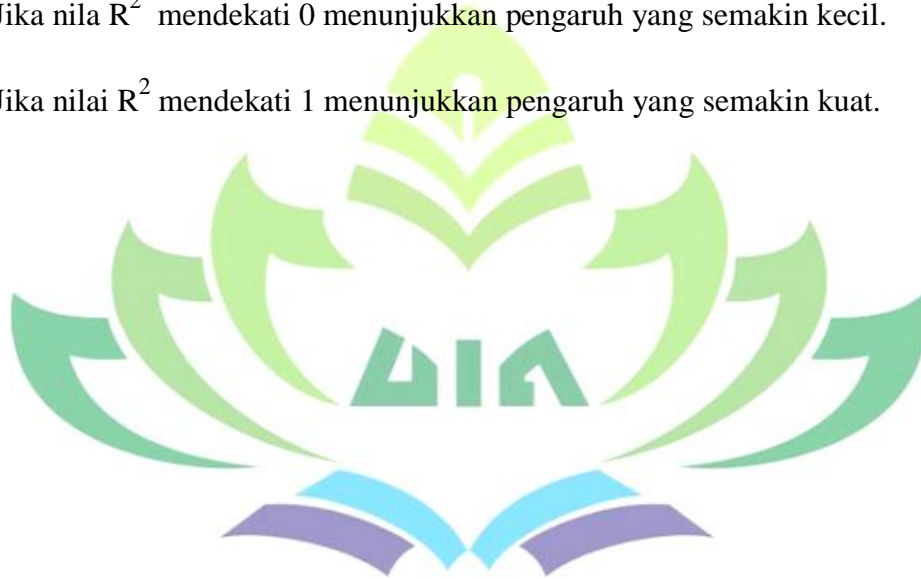 Jika nila R² mendekati 0 menunjukkan pengaruh yang semakin kecil.
Jika nilai R² mendekati 1 menunjukkan pengaruh yang semakin kuat.
UIN